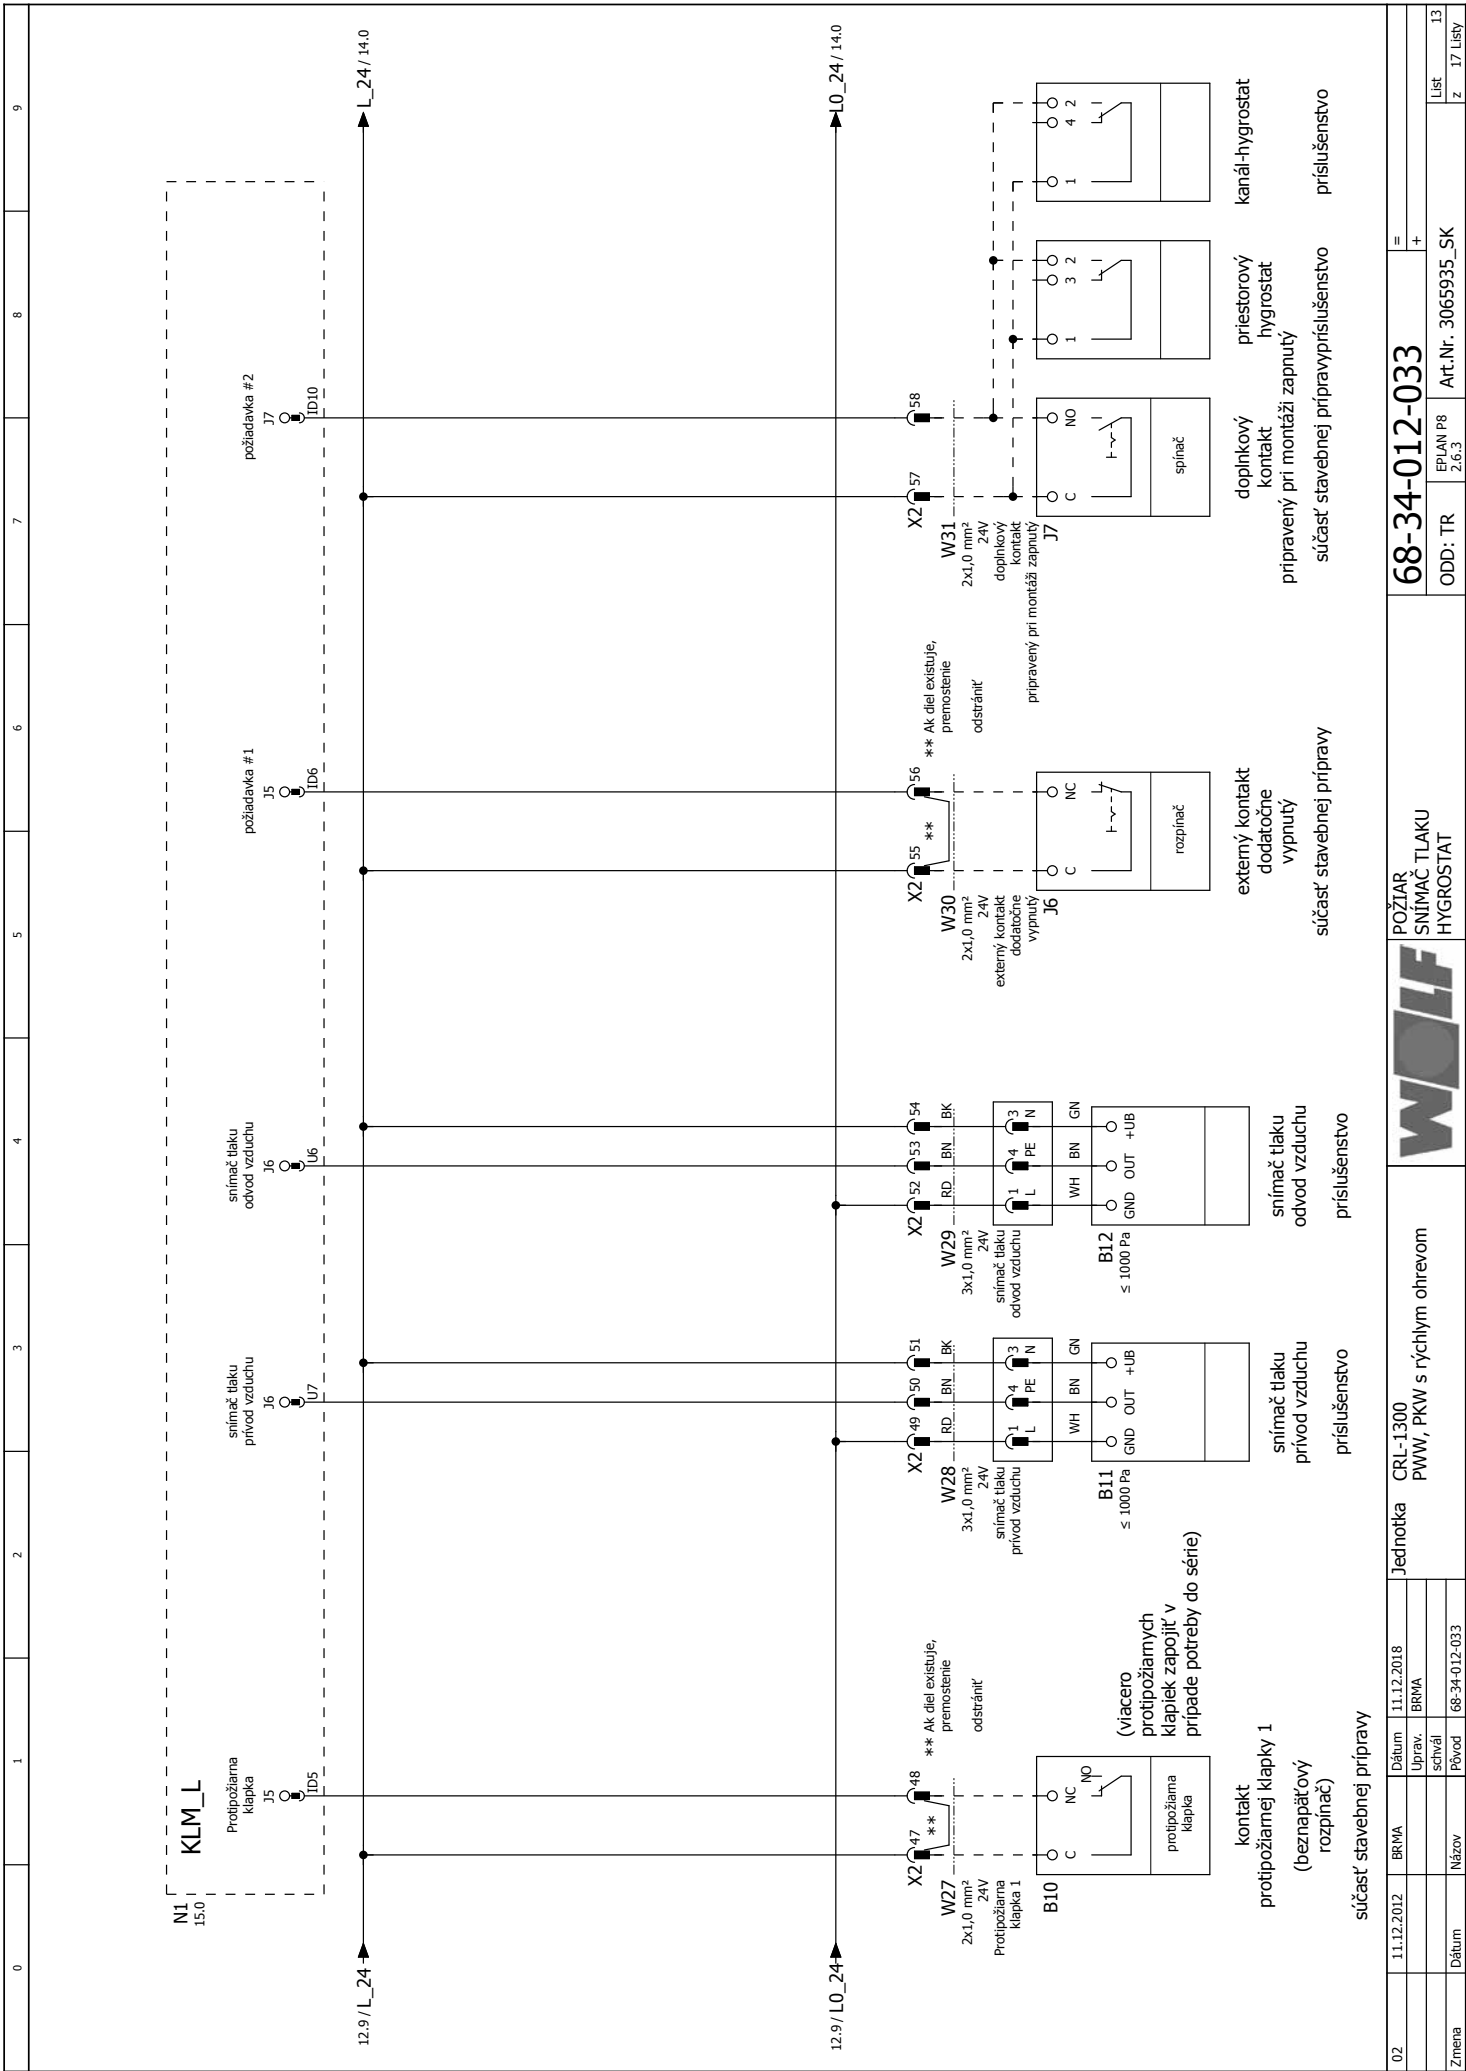 0 1 2 3 4 5 6 7 8 9
N1
15.0
KLM_L
Protipožiarna
klapka
J5
ID5
snímač tlaku
prívod vzduchu
J6
U7
snímač tlaku
odvod vzduchu
J6
U6
požiadavka #1
J5
ID6
požiadavka #2
J7
ID10
12.9 / L_24
L_24 / 14.0
12.9 / L0_24
L0_24 / 14.0
X2 47 48
**
W27
2x1,0 mm²
24V
Protipožiarna
klapka 1
** Ak diel existuje,
premostenie
odstrániť
B10
C NC NO
protipožiarna
klapka
(viacero
protipožiarnych
klapiek zapojiť v
prípade potreby do série)
kontakt
protipožiarnej klapky 1
(beznapäťový
rozpínač)
súčasť stavebnej prípravy
X2 49 50 51
RD BN BK
W28
3x1,0 mm²
24V
snímač tlaku
prívod vzduchu
1 4 3
L PE N
WH BN GN
B11
≤ 1000 Pa
GND OUT +UB
snímač tlaku
prívod vzduchu
príslušenstvo
X2 52 53 54
RD BN BK
W29
3x1,0 mm²
24V
snímač tlaku
odvod vzduchu
1 4 3
L PE N
WH BN GN
B12
≤ 1000 Pa
GND OUT +UB
snímač tlaku
odvod vzduchu
príslušenstvo
X2 55 56
**
W30
2x1,0 mm²
24V
externý kontakt
dodatočne
vypnutý
** Ak diel existuje,
premostenie
odstrániť
J6
C NC
rozpínač
externý kontakt
dodatočne
vypnutý
súčasť stavebnej prípravy
X2 57 58
W31
2x1,0 mm²
24V
doplnkový
kontakt
pripravený pri montáži zapnutý
J7
C NO
spínač
doplnkový
kontakt
pripravený pri montáži zapnutý
súčasť stavebnej prípravypríslušenstvo
1 3 2
priestorový
hygrostat
1 4 2
kanál-hygrostat
príslušenstvo
02 11.12.2012 BRMA
Zmena Dátum Názov
Dátum 11.12.2018
Uprav. BRMA
schvál
Pôvod 68-34-012-033
Jednotka CRL-1300
PWW, PKW s rýchlym ohrevom
WOLF
POŽIAR
SNÍMAČ TLAKU
HYGROSTAT
68-34-012-033
=
+
ODD: TR
EPLAN P8
2.6.3
Art.Nr. 3065935_SK
List 13
z 17 Listy